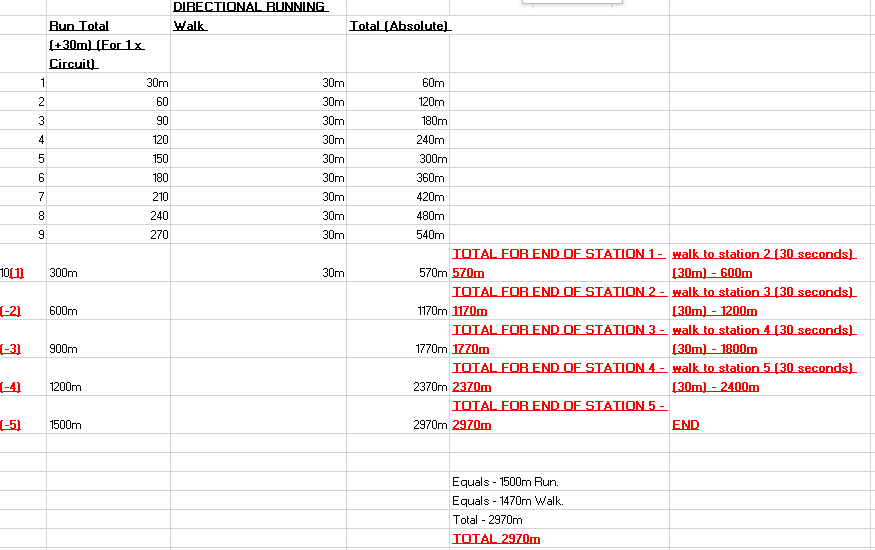 DIRECTIONAL RUNNING
Run Total Walk Total (Absolute)
(+30m) (For 1 x
Circuit)
1 30m 30m 60m
2 60 30m 120m
3 90 30m 180m
4 120 30m 240m
5 150 30m 300m
6 180 30m 360m
7 210 30m 420m
8 240 30m 480m
9 270 30m 540m
TOTAL FOR END OF STATION 1 - walk to station 2 (30 seconds)
10(1) 300m 30m 570m 570m (30m) - 600m
TOTAL FOR END OF STATION 2 - walk to station 3 (30 seconds)
(-2) 600m 1170m 1170m (30m) - 1200m
TOTAL FOR END OF STATION 3 - walk to station 4 (30 seconds)
(-3) 900m 1770m 1770m (30m) - 1800m
TOTAL FOR END OF STATION 4 - walk to station 5 (30 seconds)
(-4) 1200m 2370m 2370m (30m) - 2400m
TOTAL FOR END OF STATION 5 -
(-5) 1500m 2970m 2970m END
Equals - 1500m Run.
Equals - 1470m Walk.
Total - 2970m
TOTAL 2970m